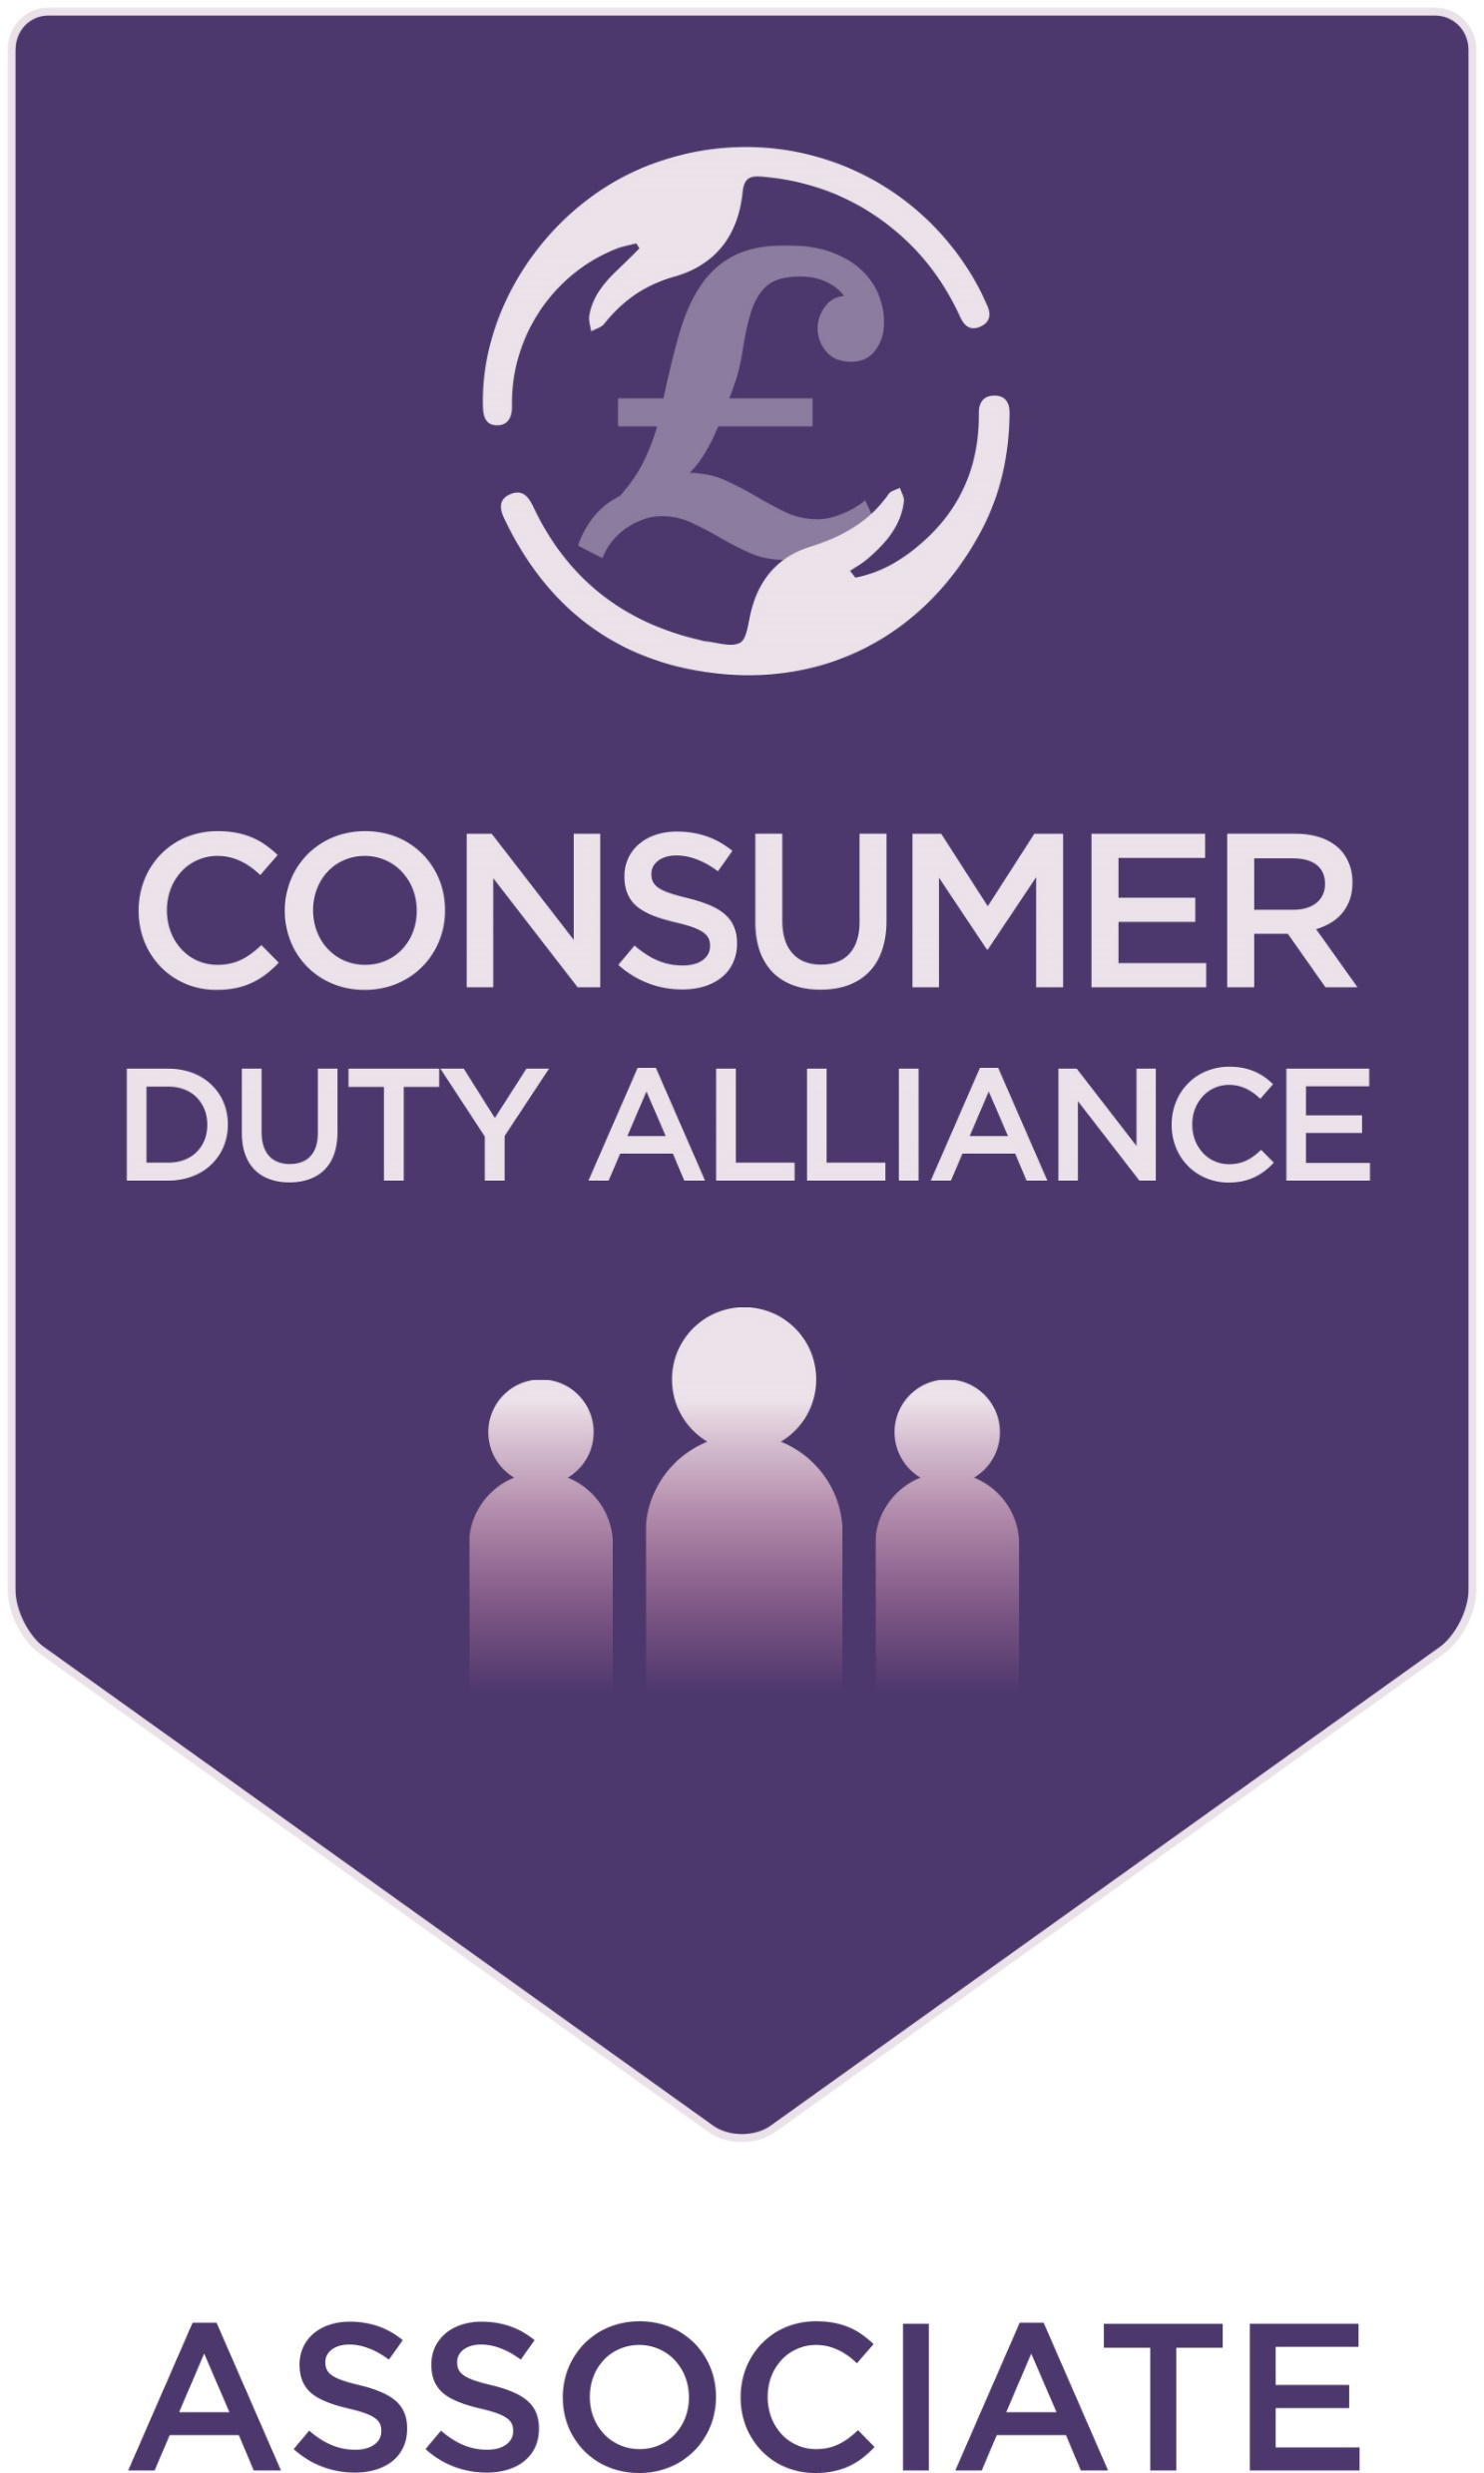 £
CONSUMER
DUTY ALLIANCE
ASSOCIATE